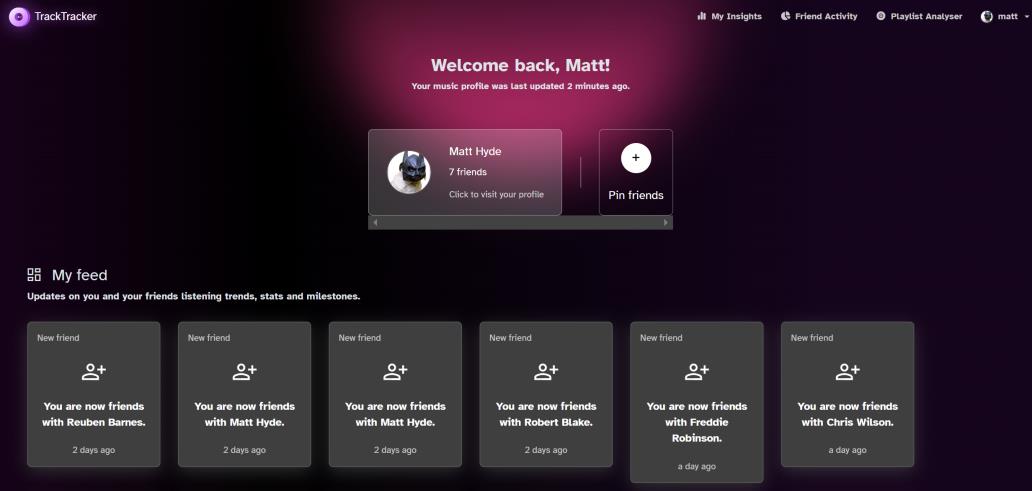 TrackTracker
My Insights
Friend Activity
Playlist Analyser
matt
Welcome back, Matt!
Your music profile was last updated 2 minutes ago.
Matt Hyde
7 friends
Click to visit your profile
+
Pin friends
My feed
Updates on you and your friends listening trends, stats and milestones.
New friend
You are now friends
with Reuben Barnes.
2 days ago
New friend
You are now friends
with Matt Hyde.
2 days ago
New friend
You are now friends
with Matt Hyde.
2 days ago
New friend
You are now friends
with Robert Blake.
2 days ago
New friend
You are now friends
with Freddie
Robinson.
a day ago
New friend
You are now friends
with Chris Wilson.
a day ago